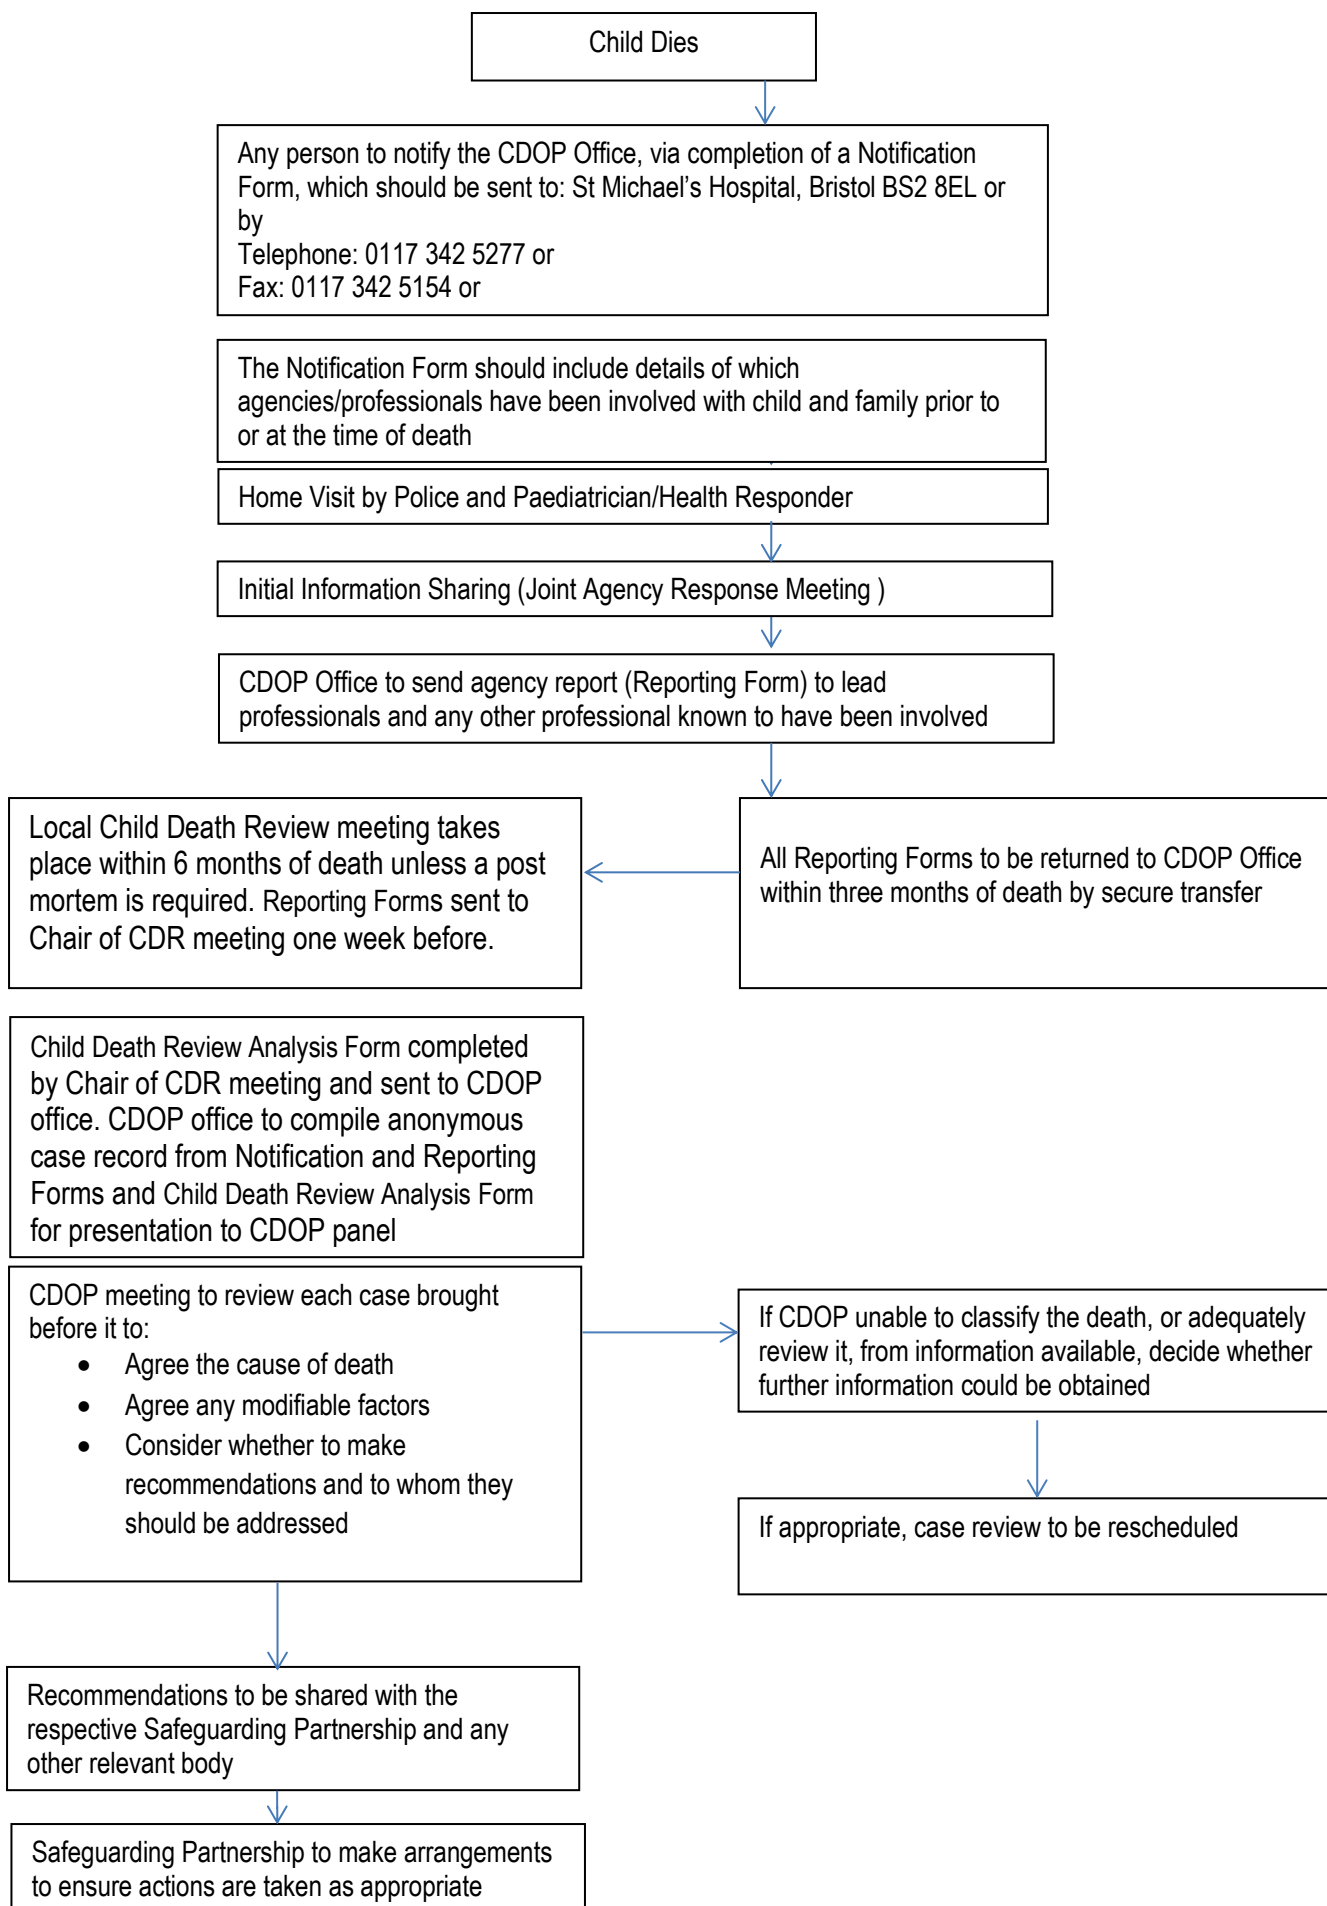 Child Dies
Any person to notify the CDOP Office, via completion of a Notification
Form, which should be sent to: St Michael’s Hospital, Bristol BS2 8EL or
by
Telephone: 0117 342 5277 or
Fax: 0117 342 5154 or
The Notification Form should include details of which
agencies/professionals have been involved with child and family prior to
or at the time of death
Home Visit by Police and Paediatrician/Health Responder
Initial Information Sharing (Joint Agency Response Meeting )
CDOP Office to send agency report (Reporting Form) to lead
professionals and any other professional known to have been involved
All Reporting Forms to be returned to CDOP Office
within three months of death by secure transfer
Local Child Death Review meeting takes
place within 6 months of death unless a post
mortem is required. Reporting Forms sent to
Chair of CDR meeting one week before.
Child Death Review Analysis Form completed
by Chair of CDR meeting and sent to CDOP
office. CDOP office to compile anonymous
case record from Notification and Reporting
Forms and Child Death Review Analysis Form
for presentation to CDOP panel
CDOP meeting to review each case brought
before it to:
• Agree the cause of death
• Agree any modifiable factors
• Consider whether to make
recommendations and to whom they
should be addressed
If CDOP unable to classify the death, or adequately
review it, from information available, decide whether
further information could be obtained
If appropriate, case review to be rescheduled
Recommendations to be shared with the
respective Safeguarding Partnership and any
other relevant body
Safeguarding Partnership to make arrangements
to ensure actions are taken as appropriate